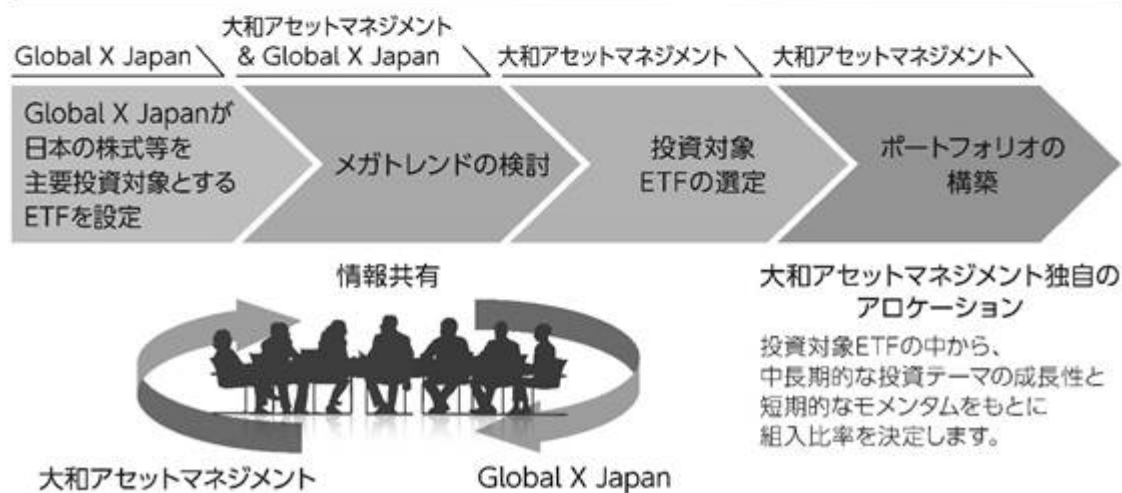 Global X Japan
大和アセットマネジメント
& Global X Japan
大和アセットマネジメント
大和アセットマネジメント
Global X Japanが
日本の株式等を
主要投資対象とする
ETFを設定
メガトレンドの検討
投資対象
ETFの選定
ポートフォリオの
構築
情報共有
大和アセットマネジメント
Global X Japan
大和アセットマネジメント独自の
アロケーション
投資対象ETFの中から、
中長期的な投資テーマの成長性と
短期的なモメンタムをもとに
組入比率を決定します。